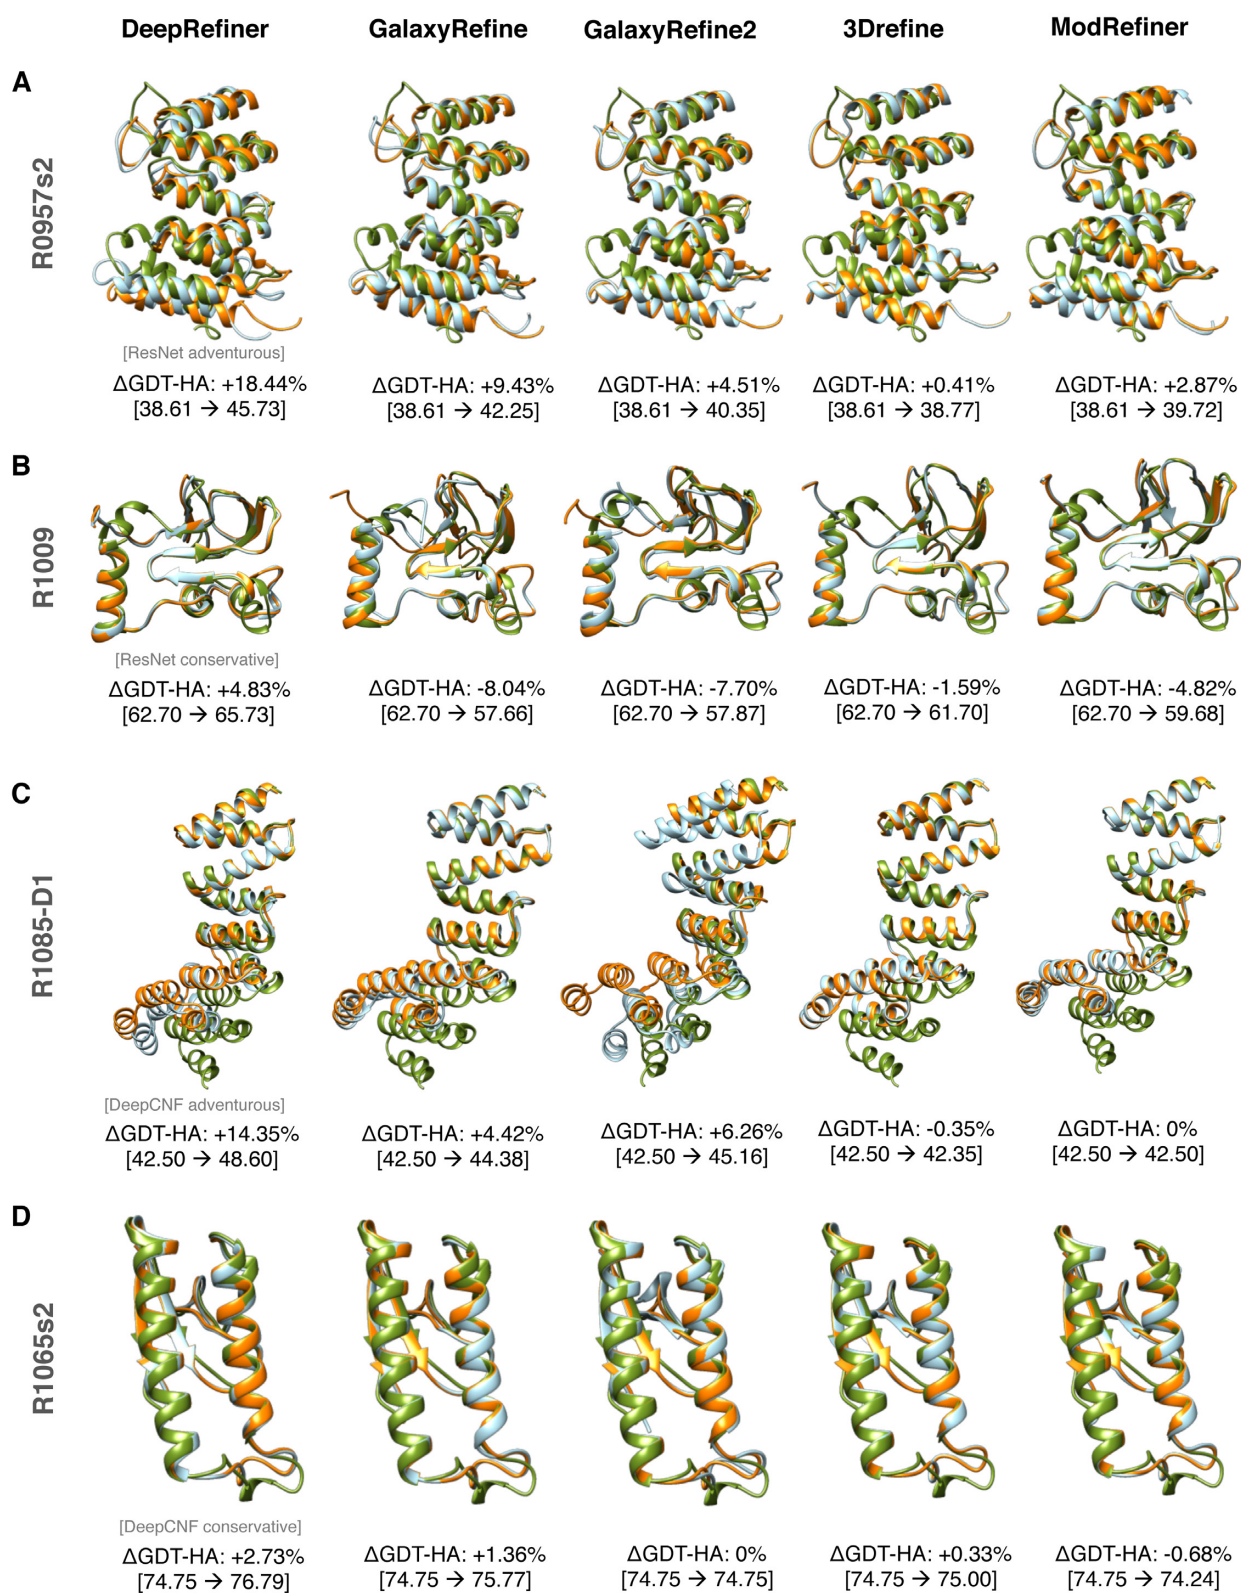 DeepRefiner GalaxyRefine GalaxyRefine2 3Drefine ModRefiner
A
R0957s2
[ResNet adventurous]
ΔGDT-HA: +18.44% ΔGDT-HA: +9.43% ΔGDT-HA: +4.51% ΔGDT-HA: +0.41% ΔGDT-HA: +2.87%
[38.61 → 45.73] [38.61 → 42.25] [38.61 → 40.35] [38.61 → 38.77] [38.61 → 39.72]
B
R1009
[ResNet conservative]
ΔGDT-HA: +4.83% ΔGDT-HA: -8.04% ΔGDT-HA: -7.70% ΔGDT-HA: -1.59% ΔGDT-HA: -4.82%
[62.70 → 65.73] [62.70 → 57.66] [62.70 → 57.87] [62.70 → 61.70] [62.70 → 59.68]
C
R1085-D1
[DeepCNF adventurous]
ΔGDT-HA: +14.35% ΔGDT-HA: +4.42% ΔGDT-HA: +6.26% ΔGDT-HA: -0.35% ΔGDT-HA: 0%
[42.50 → 48.60] [42.50 → 44.38] [42.50 → 45.16] [42.50 → 42.35] [42.50 → 42.50]
D
R1065s2
[DeepCNF conservative]
ΔGDT-HA: +2.73% ΔGDT-HA: +1.36% ΔGDT-HA: 0% ΔGDT-HA: +0.33% ΔGDT-HA: -0.68%
[74.75 → 76.79] [74.75 → 75.77] [74.75 → 74.75] [74.75 → 75.00] [74.75 → 74.24]